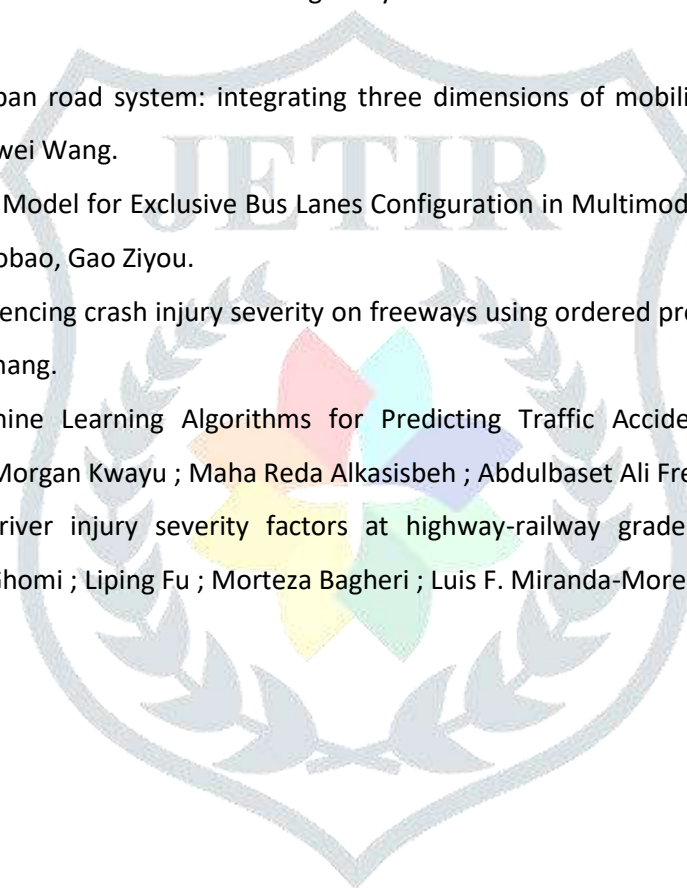 ban road system: integrating three dimensions of mobili
wei Wang.
JETIR
Model for Exclusive Bus Lanes Configuration in Multimod
obao, Gao Ziyou.
encing crash injury severity on freeways using ordered pr
hang.
hine Learning Algorithms for Predicting Traffic Accide
Morgan Kwayu ; Maha Reda Alkasisbeh ; Abdulbaset Ali Fre
river injury severity factors at highway-railway grade
Ghomi ; Liping Fu ; Morteza Bagheri ; Luis F. Miranda-More